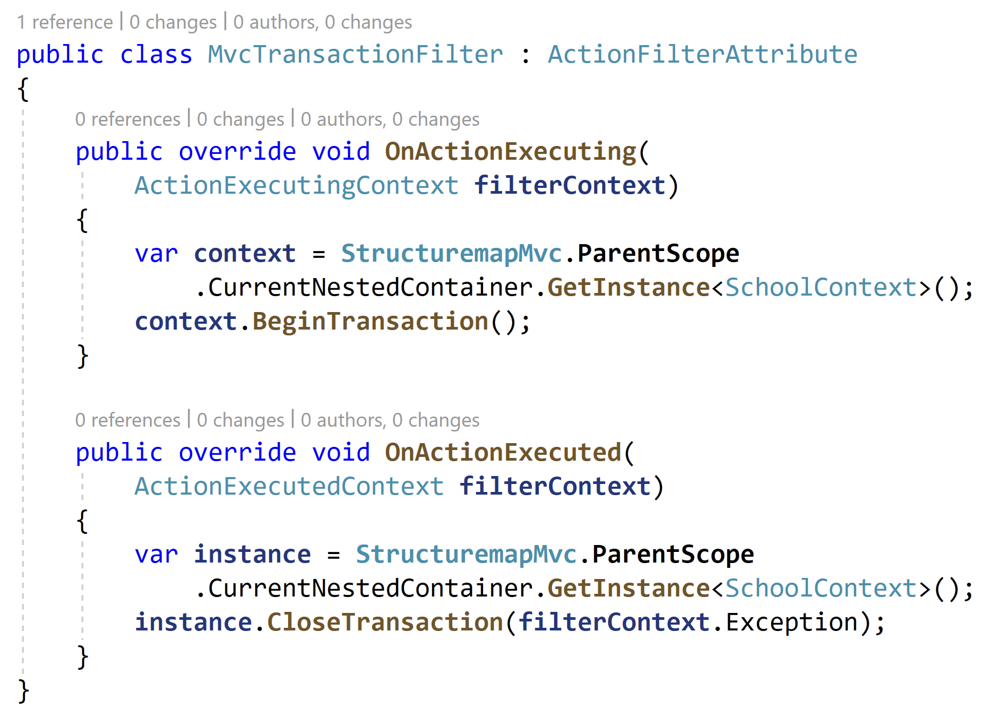 1 reference | 0 changes | 0 authors, 0 changes
public class MvcTransactionFilter : ActionFilterAttribute
{
0 references | 0 changes | 0 authors, 0 changes
public override void OnActionExecuting(
ActionExecutingContext filterContext)
{
var context = StructuremapMvc.ParentScope
.CurrentNestedContainer.GetInstance<SchoolContext>();
context.BeginTransaction();
}
0 references | 0 changes | 0 authors, 0 changes
public override void OnActionExecuted(
ActionExecutedContext filterContext)
{
var instance = StructuremapMvc.ParentScope
.CurrentNestedContainer.GetInstance<SchoolContext>();
instance.CloseTransaction(filterContext.Exception);
}
}